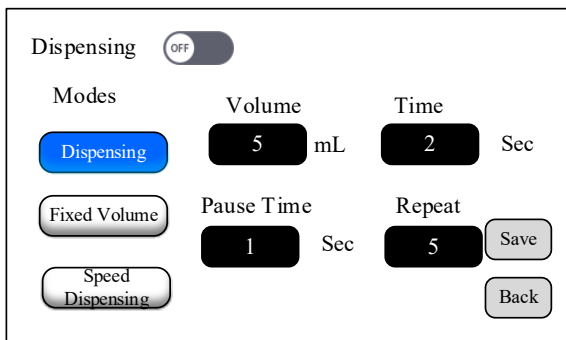 Dispensing OFF
Modes
Volume Time
Dispensing 5 mL 2 Sec
Fixed Volume Pause Time Repeat
1 Sec 5 Save
Speed
Dispensing
Back